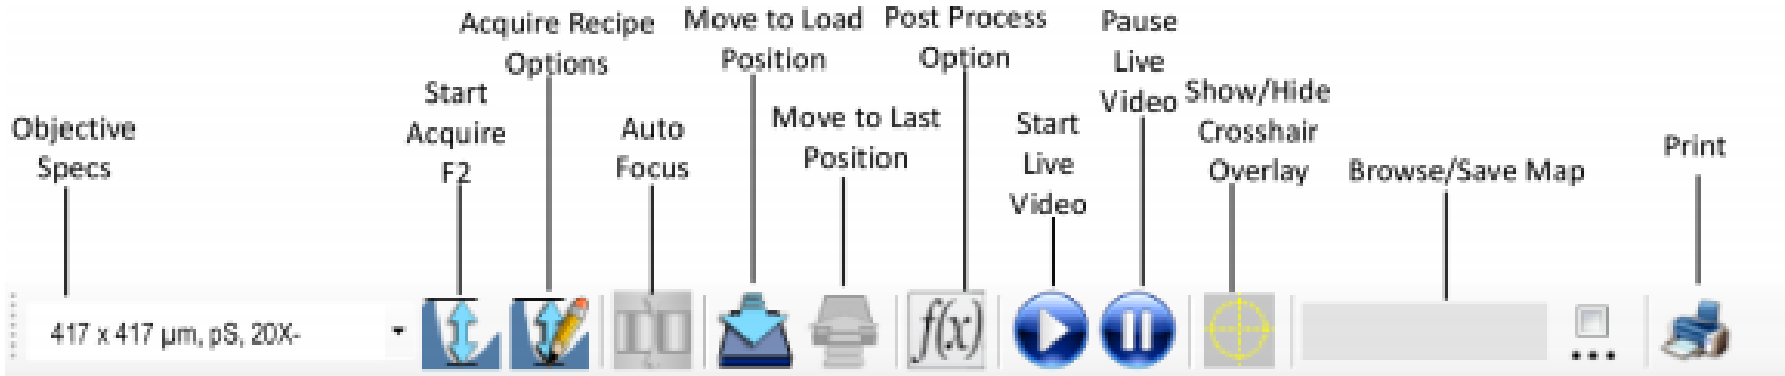 Objective
Specs
Start
Acquire
F2
Acquire Recipe
Options
Auto
Focus
Move to Load
Position
Move to Last
Position
Post Process
Option
Start
Live
Video
Pause
Live
Video
Show/Hide
Crosshair
Overlay
Browse/Save Map
Print
417 x 417 µm, pS, 20X-
f(x)
...